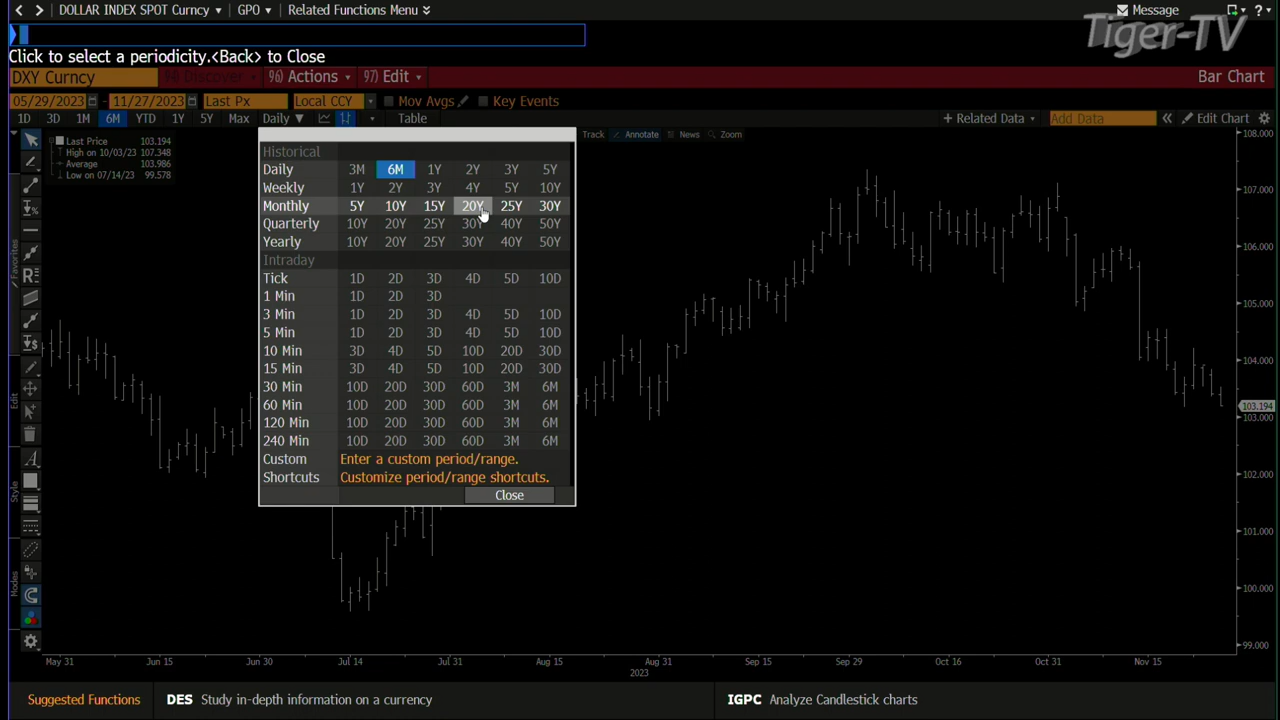 DOLLAR INDEX SPOT Curncy GPO Related Functions Menu Message
Tiger-TV
Click to select a periodicity.<Back> to Close
DXY Curncy 94) Discover 96) Actions 97) Edit Bar Chart
05/29/2023 - 11/27/2023 Last Px Local CCY Mov Avgs Key Events
1D 3D 1M 6M YTD 1Y 5Y Max Daily Table + Related Data Add Data Edit Chart
Track Annotate News Zoom
Last Price 103.194
High on 10/03/23 107.348
Average 103.986
Low on 07/14/23 99.578
Historical
Daily 3M 6M 1Y 2Y 3Y 5Y
Weekly 1Y 2Y 3Y 4Y 5Y 10Y
Monthly 5Y 10Y 15Y 20Y 25Y 30Y
Quarterly 10Y 20Y 25Y 30Y 40Y 50Y
Yearly 10Y 20Y 25Y 30Y 40Y 50Y
Intraday
Tick 1D 2D 3D 4D 5D 10D
1 Min 1D 2D 3D
3 Min 1D 2D 3D 4D 5D 10D
5 Min 1D 2D 3D 4D 5D 10D
10 Min 3D 4D 5D 10D 20D 30D
15 Min 3D 4D 5D 10D 20D 30D
30 Min 10D 20D 30D 60D 3M 6M
60 Min 10D 20D 30D 60D 3M 6M
120 Min 10D 20D 30D 60D 3M 6M
240 Min 10D 20D 30D 60D 3M 6M
Custom Enter a custom period/range.
Shortcuts Customize period/range shortcuts.
Close
Favorites
Edit
Style
Modes
108.000
107.000
106.000
105.000
104.000
103.194
103.000
102.000
101.000
100.000
99.000
May 31 Jun 15 Jun 30 Jul 14 Jul 31 Aug 15 Aug 31 Sep 15 Sep 29 Oct 16 Oct 31 Nov 15
2023
Suggested Functions DES Study in-depth information on a currency IGPC Analyze Candlestick charts